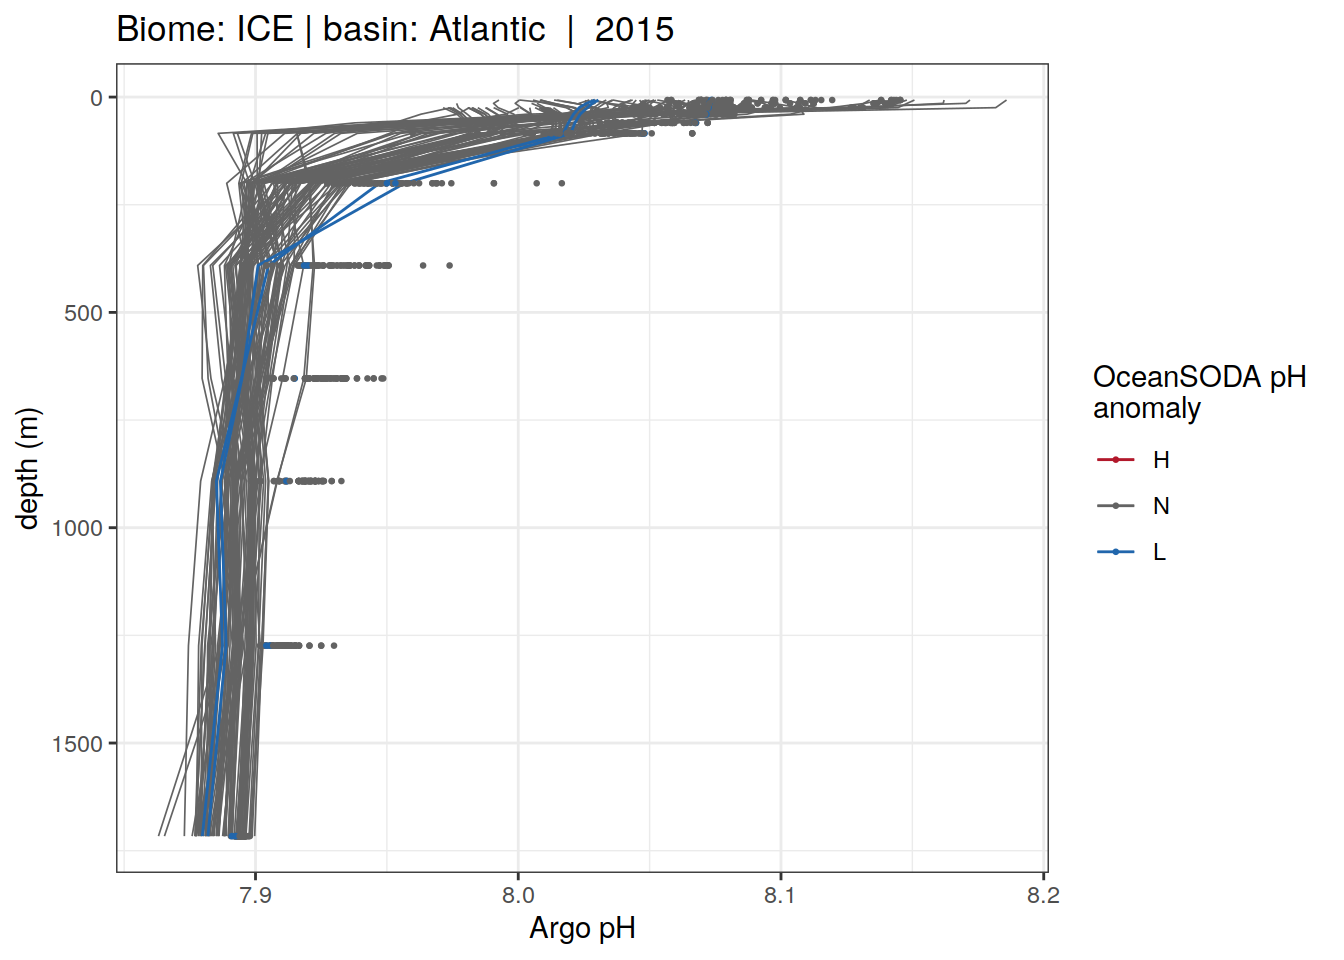 Biome: ICE | basin: Atlantic | 2015
0
500
1000
1500
depth (m)
7.9
8.0
8.1
8.2
Argo pH
OceanSODA pH
anomaly
H
N
L